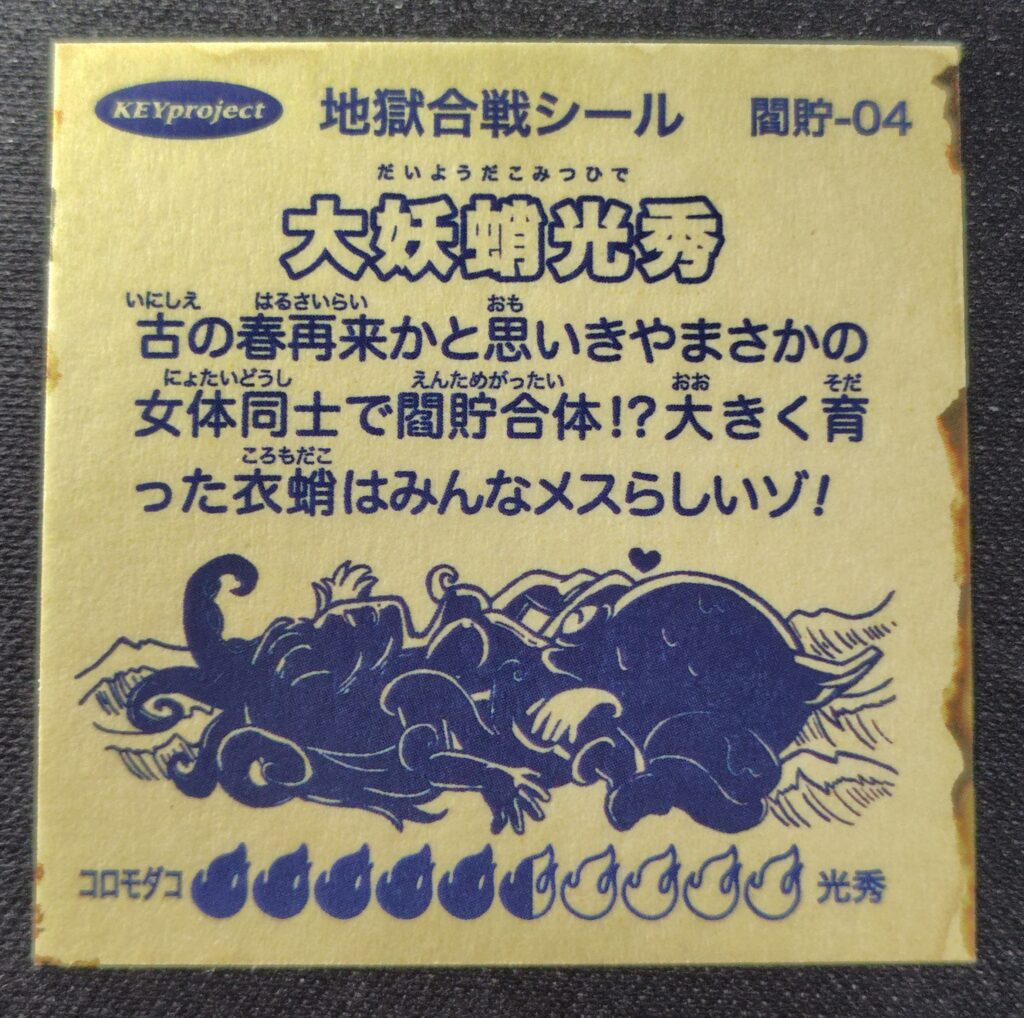 KEYproject 地獄合戦シール 閻貯-04
だいようだこみつひで
大妖蛸光秀
いにしえ はるさいらい おも
古の春再来かと思いきやまさかの
にょたいどうし えんためがったい おお そだ
女体同士で閻貯合体!?大きく育
ころもだこ
った衣蛸はみんなメスらしいゾ!
コロモダコ 光秀